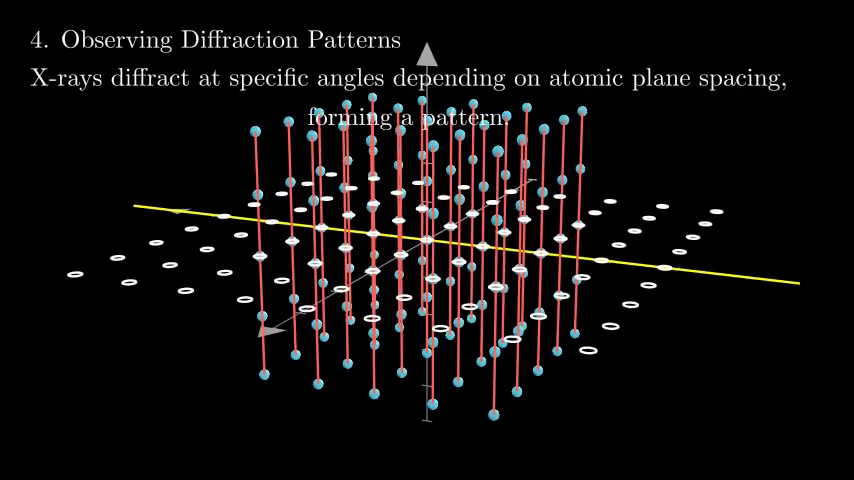 4. Observing Diffraction Patterns
X-rays diffract at specific angles depending on atomic plane spacing,
forming a pattern.